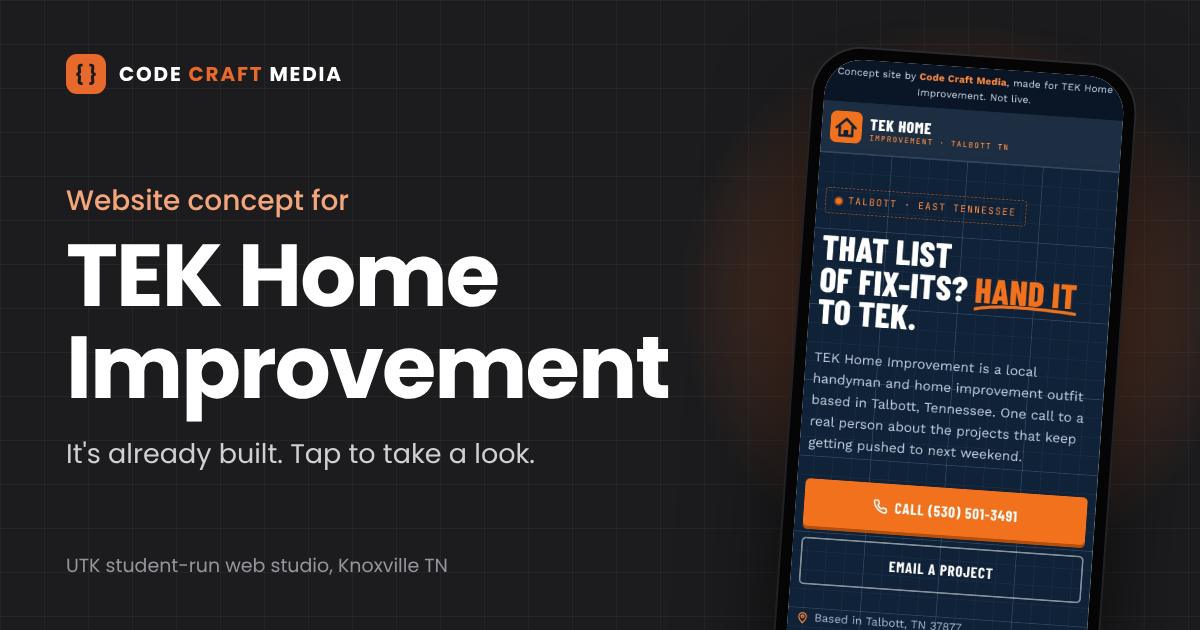 { } CODE CRAFT MEDIA
Website concept for
TEK Home
Improvement
It's already built. Tap to take a look.
UTK student-run web studio, Knoxville TN
Concept site by Code Craft Media, made for TEK Home
Improvement. Not live.
TEK HOME
IMPROVEMENT · TALBOTT TN
TALBOTT · EAST TENNESSEE
THAT LIST
OF FIX-ITS? HAND IT
TO TEK.
TEK Home Improvement is a local
handyman and home improvement outfit
based in Talbott, Tennessee. One call to a
real person about the projects that keep
getting pushed to next weekend.
CALL (530) 501-3491
EMAIL A PROJECT
Based in Talbott, TN 37877